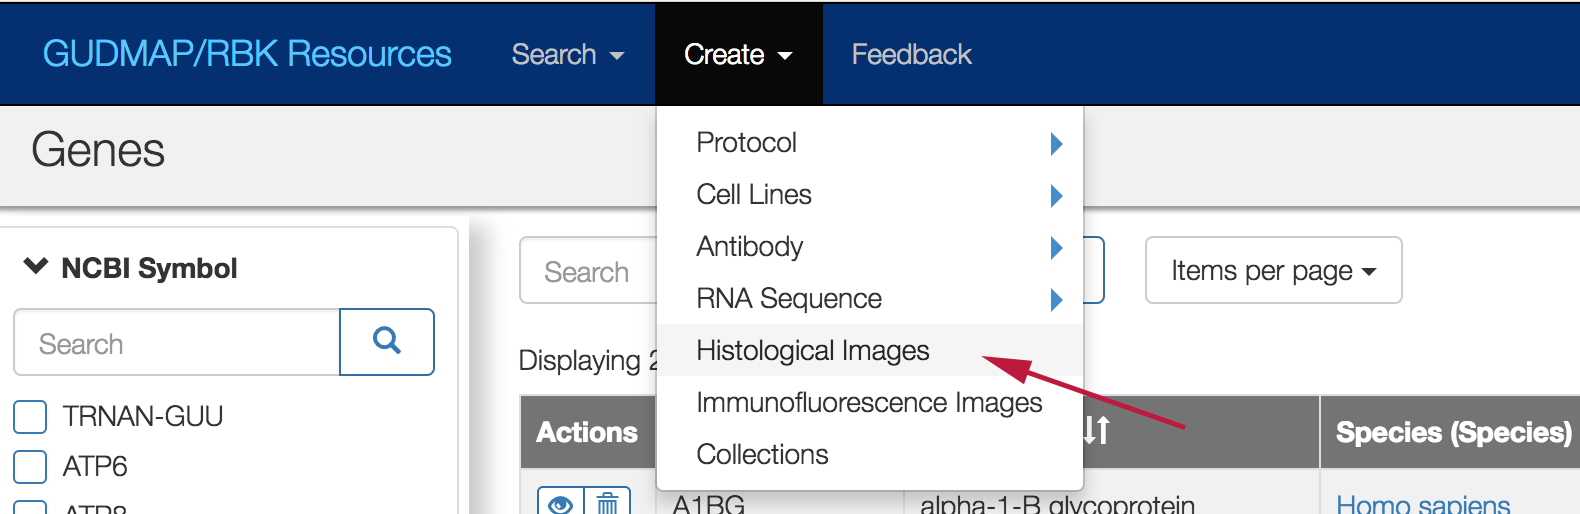 GUDMAP/RBK Resources Search Create Feedback
Genes
Protocol
Cell Lines
Antibody
RNA Sequence
Histological Images
Immunofluorescence Images
Collections
NCBI Symbol
Search
TRNAN-GUU
ATP6
ATP8
Search
Items per page
Displaying
Actions
Species (Species)
A1BG alpha-1-B glycoprotein Homo sapiens